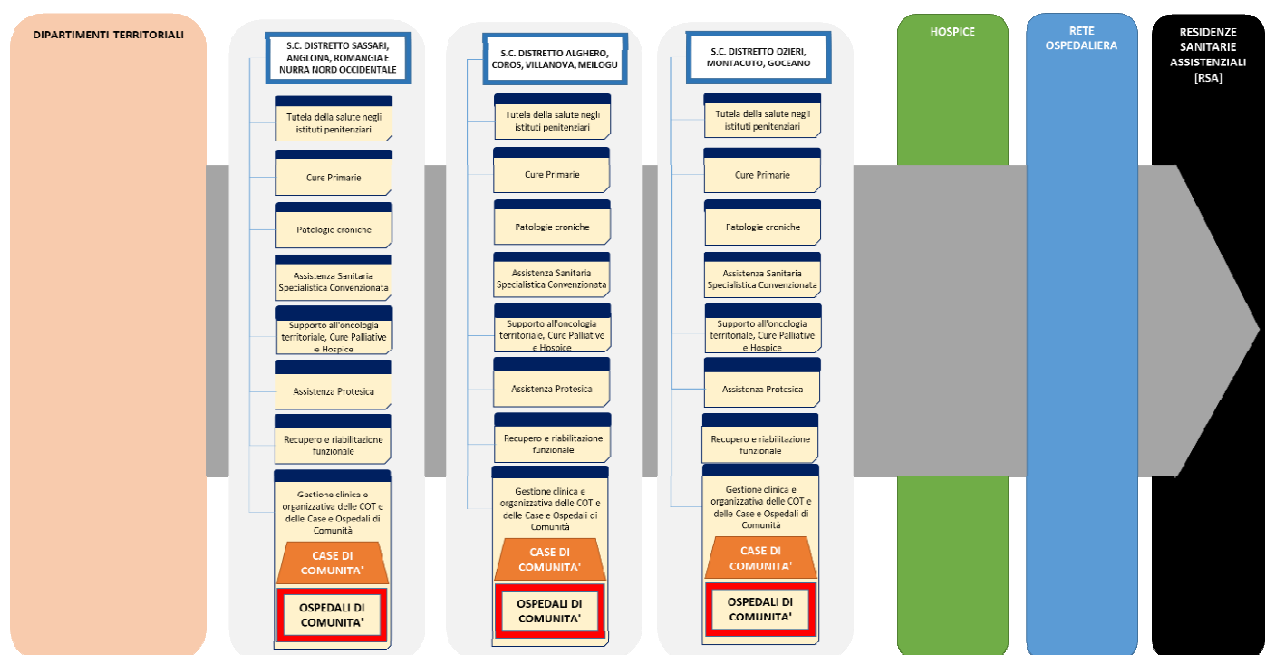 DIPARTIMENTI TERRITORIALI
S.C. DISTRETTO SASSARI,
ANGLONA, ROMANGIA E
NURRA NORD OCCIDENTALE
Tutela della salute negli
istituti penitenziari
Cure Primarie
Patologie croniche
Assistenza Sanitaria
Specialistica Convenzionata
Supporto all'oncologia
territoriale, Cure Palliative
e Hospice
Assistenza Protesica
Recupero e riabilitazione
funzionale
Gestione clinica e
organizzativa delle COT e
delle Case e Ospedali di
Comunità
CASE DI
COMUNITA'
OSPEDALI DI
COMUNITA'
S.C. DISTRETTO ALGHERO,
COROS, VILLANOVA, MEILOGU
Tutela della salute negli
istituti penitenziari
Cure Primarie
Patologie croniche
Assistenza Sanitaria
Specialistica Convenzionata
Supporto all'oncologia
territoriale, Cure Palliative
e Hospice
Assistenza Protesica
Recupero e riabilitazione
funzionale
Gestione clinica e
organizzativa delle COT e
delle Case e Ospedali di
Comunità
CASE DI
COMUNITA'
OSPEDALI DI
COMUNITA'
S.C. DISTRETTO OZIERI,
MONTACUTO, GOCEANO
Tutela della salute negli
istituti penitenziari
Cure Primarie
Patologie croniche
Assistenza Sanitaria
Specialistica Convenzionata
Supporto all'oncologia
territoriale, Cure Palliative
e Hospice
Assistenza Protesica
Recupero e riabilitazione
funzionale
Gestione clinica e
organizzativa delle COT e
delle Case e Ospedali di
Comunità
CASE DI
COMUNITA'
OSPEDALI DI
COMUNITA'
HOSPICE
RETE
OSPEDALIERA
RESIDENZE
SANITARIE
ASSISTENZIALI
[RSA]